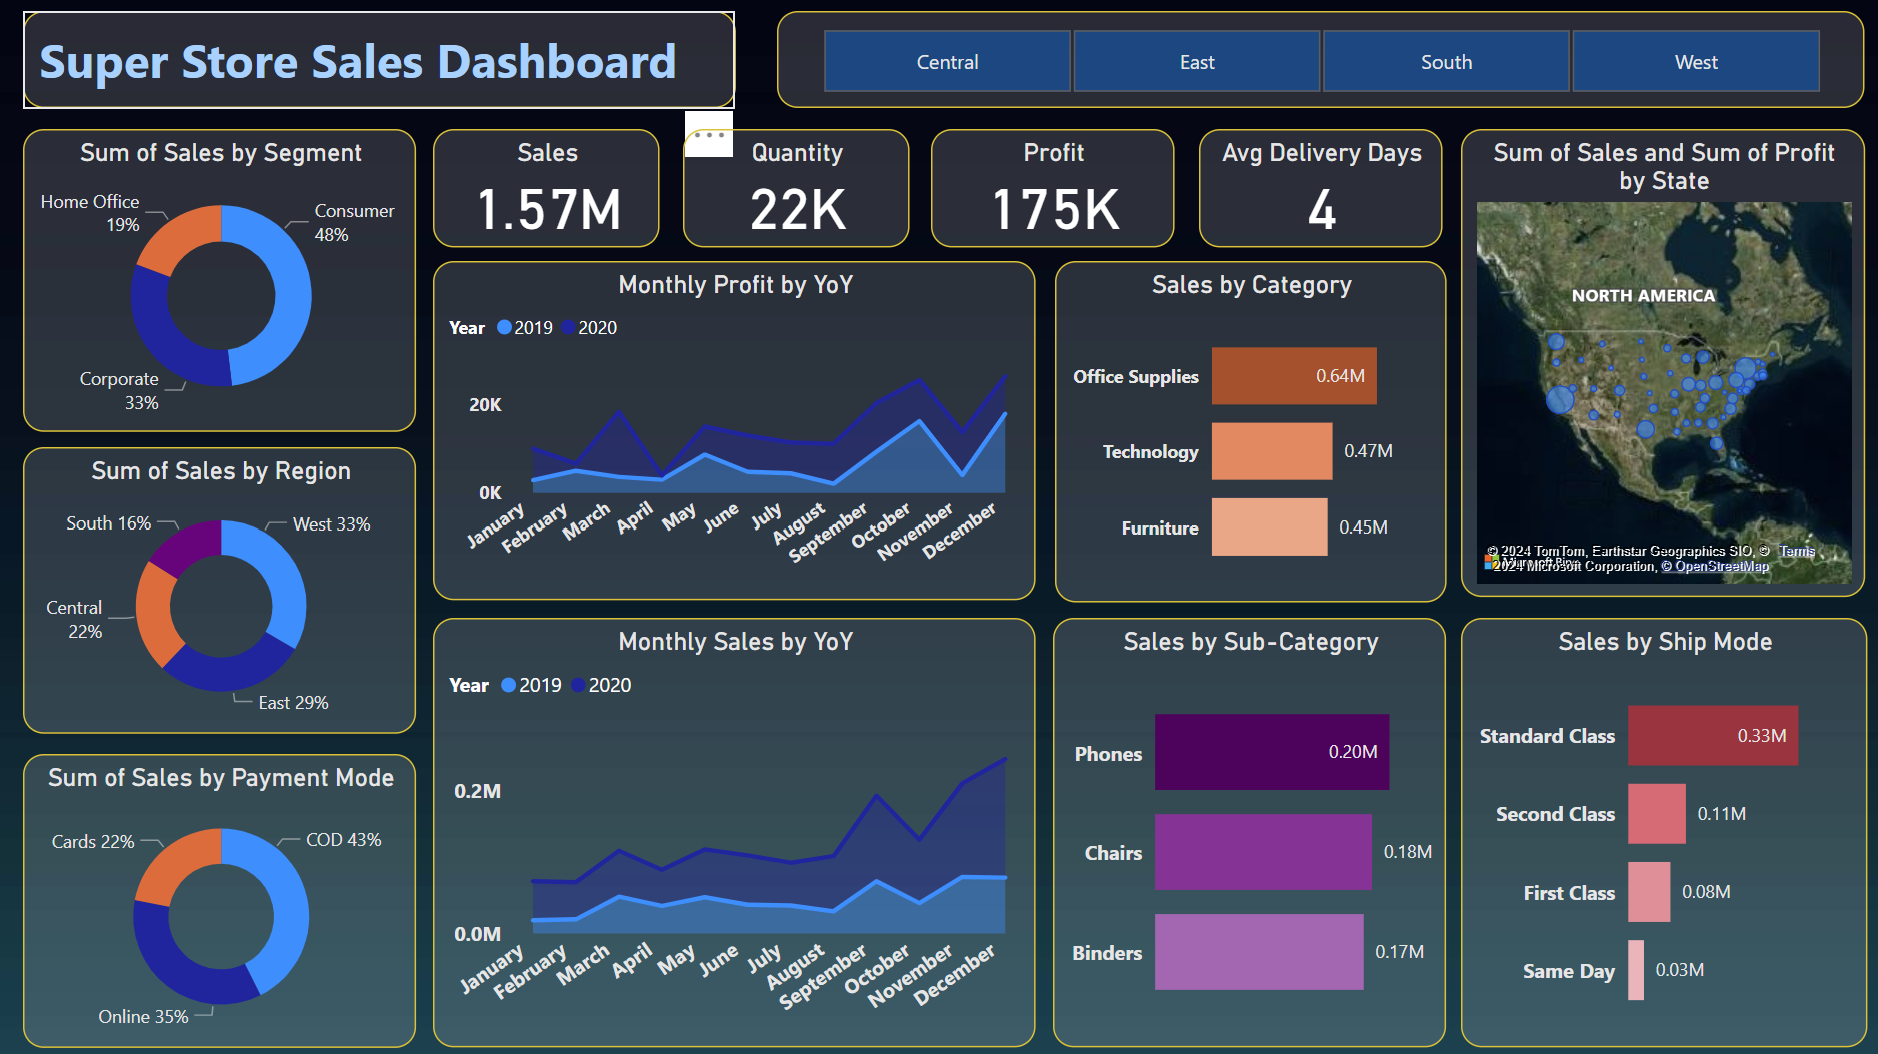 Super Store Sales Dashboard
Central
East
South
West
Sum of Sales by Segment
Home Office
19%
Consumer
48%
Corporate
33%
Sales
1.57M
Quantity
22K
Profit
175K
Avg Delivery Days
4
Sum of Sales and Sum of Profit
by State
NORTH AMERICA
© 2024 TomTom, Earthstar Geographics SIO, © Terms
2024 Microsoft Corporation, © OpenStreetMap
Monthly Profit by YoY
Year 2019 2020
20K
0K
January
February
March
April
May
June
July
August
September
October
November
December
Sales by Category
Office Supplies 0.64M
Technology 0.47M
Furniture 0.45M
Sum of Sales by Region
South 16%
West 33%
Central
22%
East 29%
Sum of Sales by Payment Mode
Cards 22%
COD 43%
Online 35%
Monthly Sales by YoY
Year 2019 2020
0.2M
0.0M
January
February
March
April
May
June
July
August
September
October
November
December
Sales by Sub-Category
Phones 0.20M
Chairs 0.18M
Binders 0.17M
Sales by Ship Mode
Standard Class 0.33M
Second Class 0.11M
First Class 0.08M
Same Day 0.03M